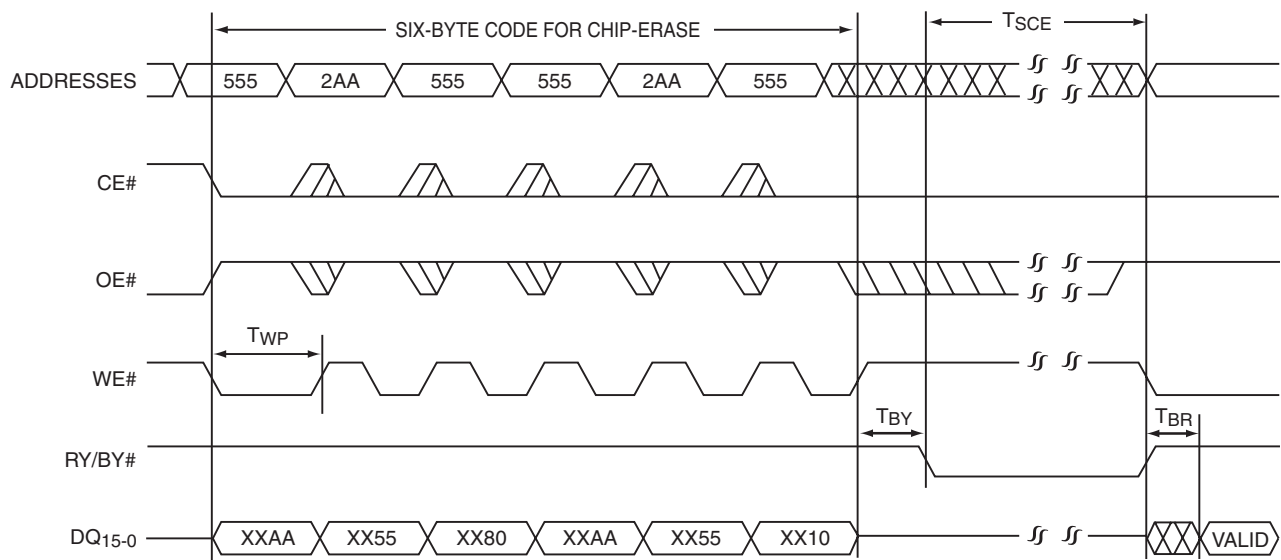 SIX-BYTE CODE FOR CHIP-ERASE
TSCE
ADDRESSES 555 2AA 555 555 2AA 555
CE#
OE#
TWP
WE#
TBY TBR
RY/BY#
DQ15-0 XXAA XX55 XX80 XXAA XX55 XX10 VALID